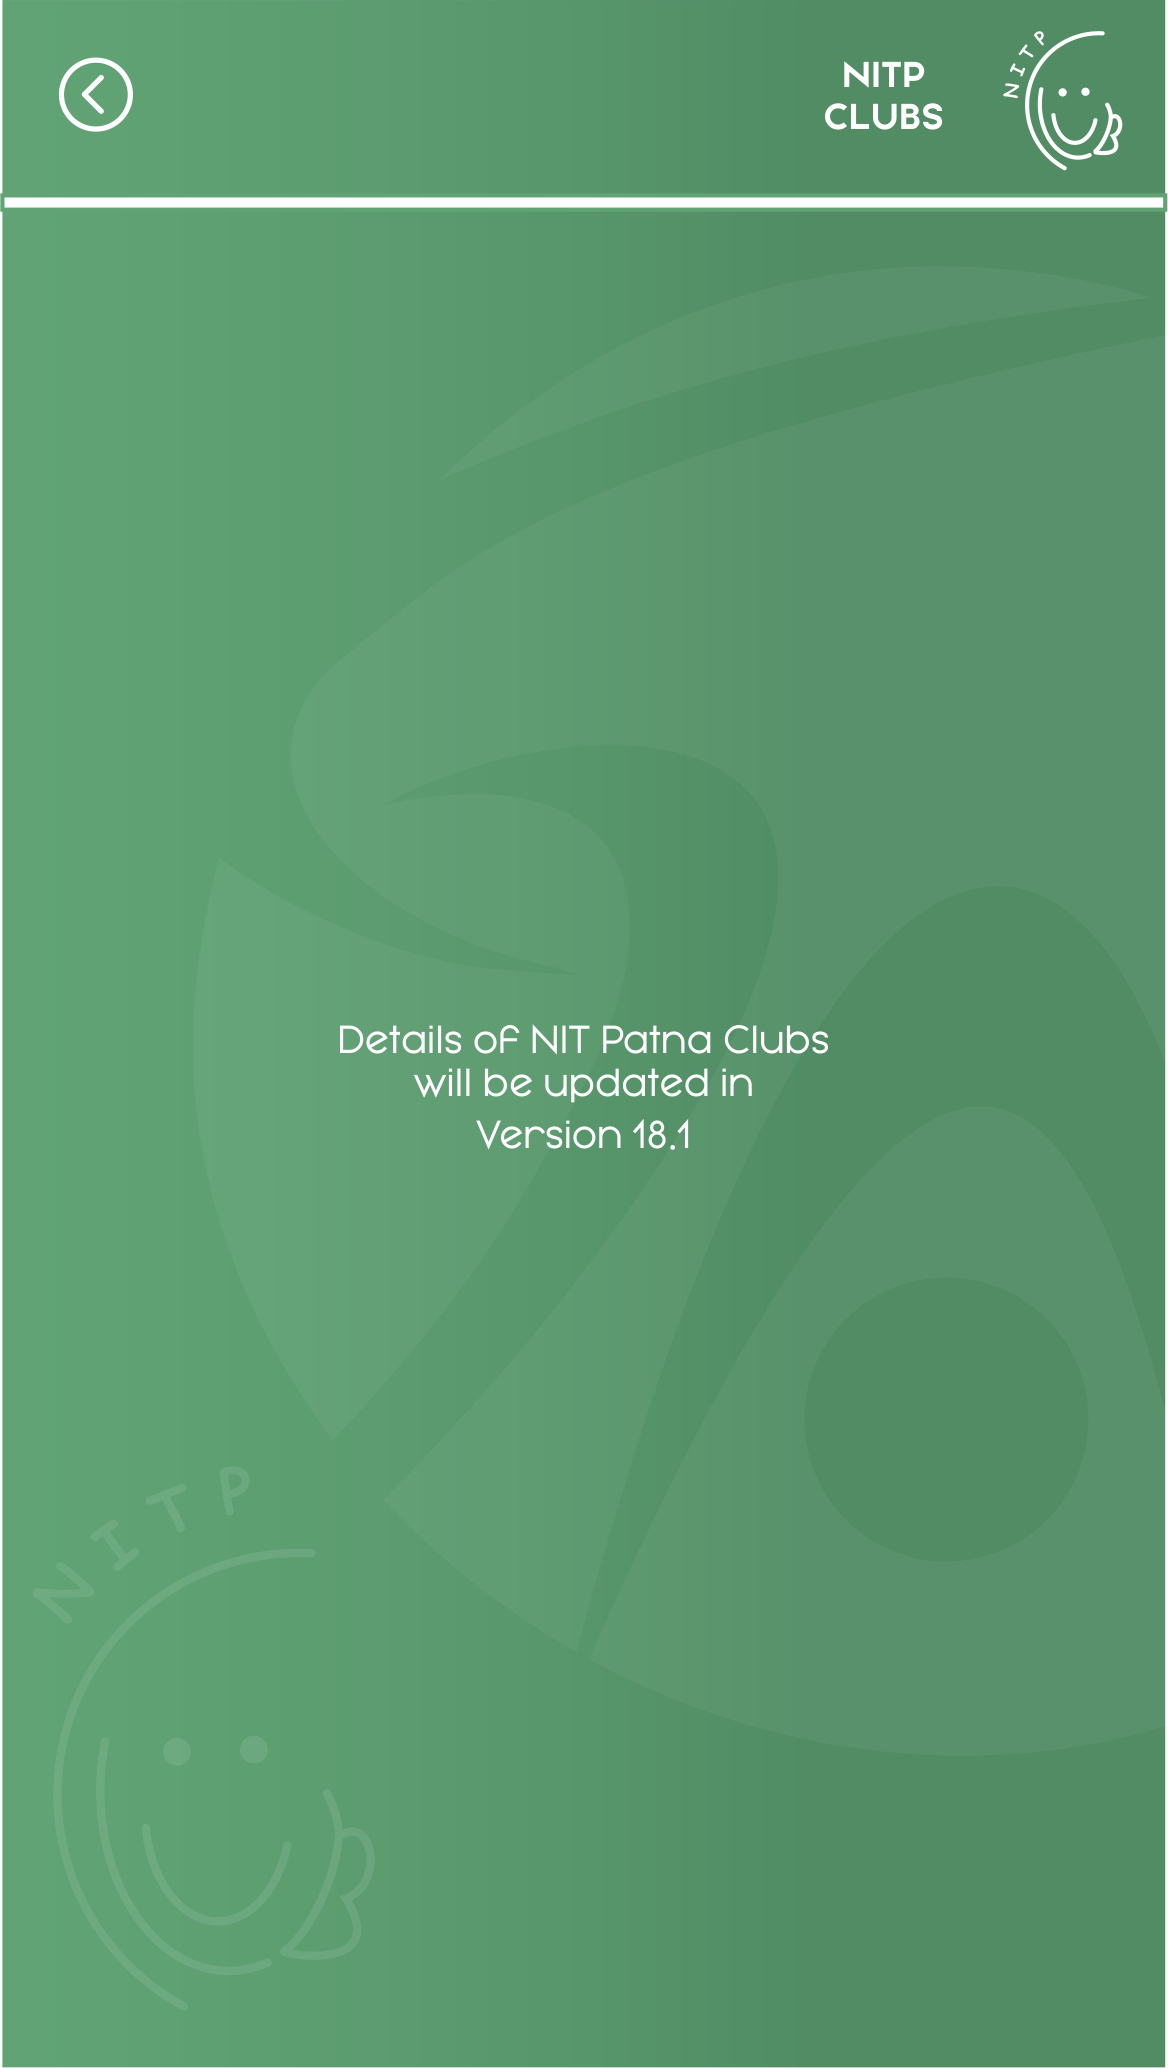 NITP
CLUBS
NITP
Details of NIT Patna Clubs
will be updated in
Version 18.1
NITP